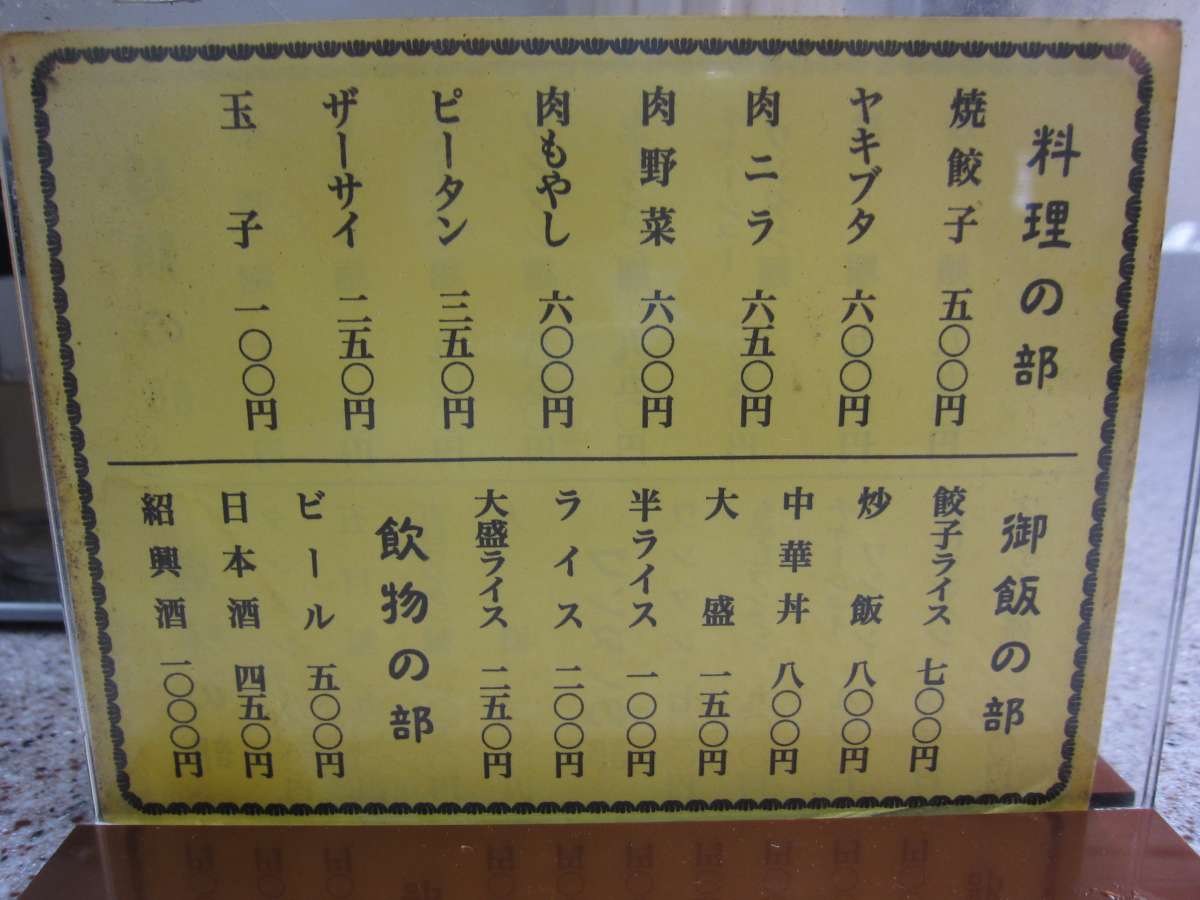 料理の部
焼餃子 五〇〇円
ヤキブタ 六〇〇円
肉ニラ 六五〇円
肉野菜 六〇〇円
肉もやし 六〇〇円
ピータン 三五〇円
ザーサイ 二五〇円
玉子 一〇〇円
御飯の部
餃子ライス 七〇〇円
炒飯 八〇〇円
中華丼 八〇〇円
大盛 一五〇円
半ライス 一〇〇円
ライス 二〇〇円
大盛ライス 二五〇円
飲物の部
ビール 五〇〇円
日本酒 四五〇円
紹興酒 一〇〇〇円